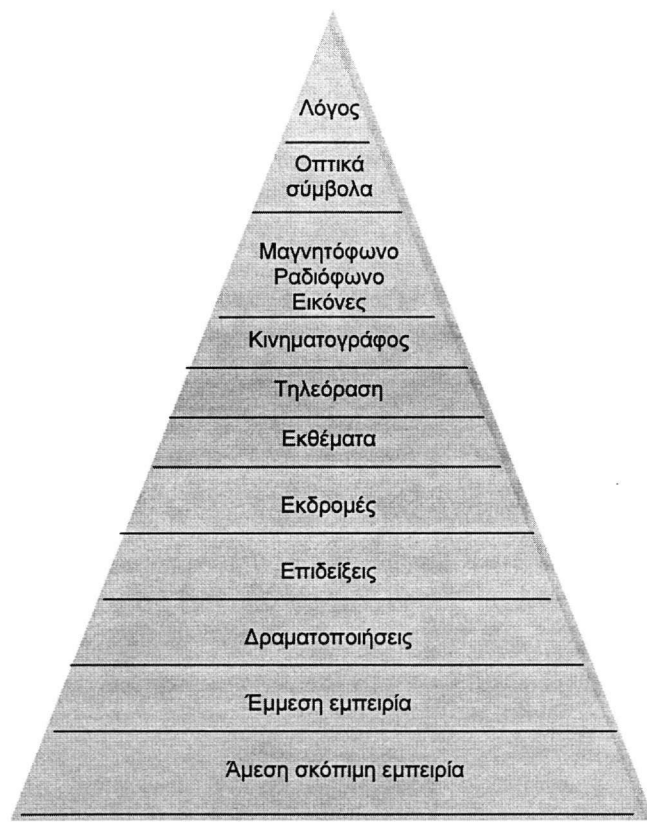 Λόγος
Οπτικά
σύμβολα
Μαγνητόφωνο
Ραδιόφωνο
Εικόνες
Κινηματογράφος
Τηλεόραση
Εκθέματα
Εκδρομές
Επιδείξεις
Δραματοποιήσεις
Έμμεση εμπειρία
Άμεση σκόπιμη εμπειρία